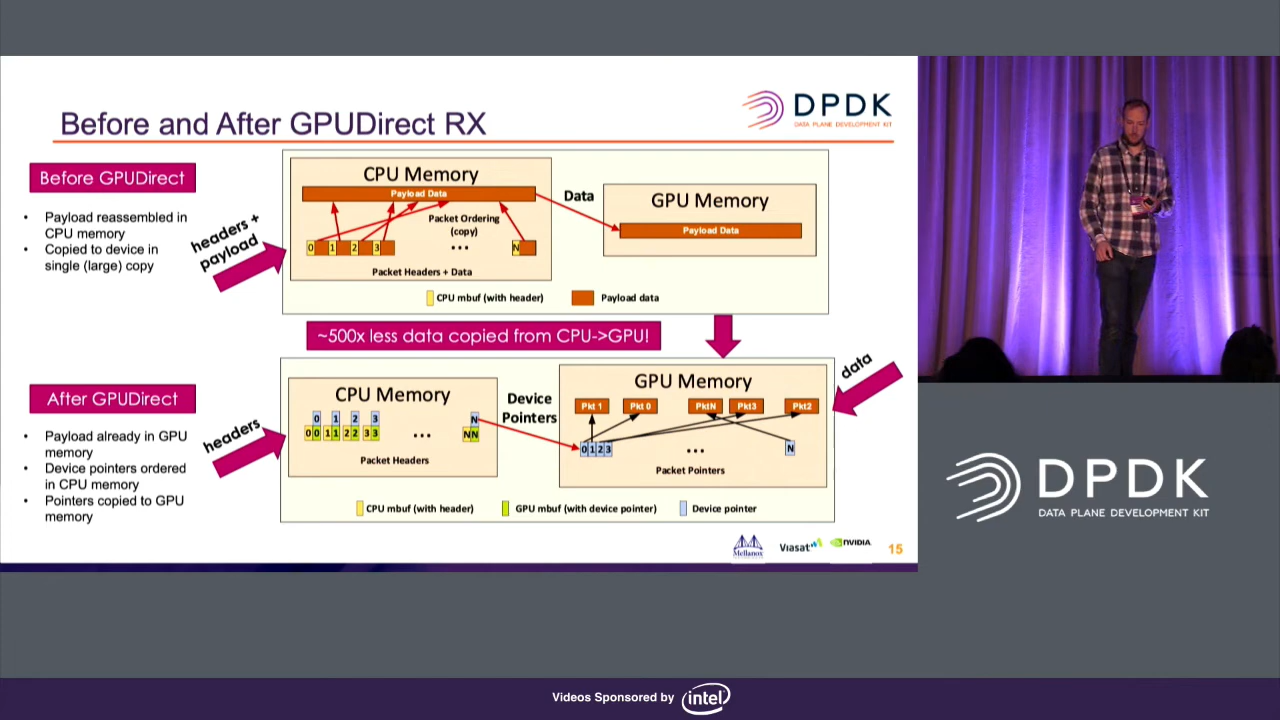 Before and After GPUDirect RX
DPDK
DATA PLANE DEVELOPMENT KIT
Before GPUDirect
• Payload reassembled in
CPU memory
• Copied to device in
single (large) copy
headers +
payload
CPU Memory
Payload Data
Packet Ordering
(copy)
0 1 2 3 ... N
Packet Headers + Data
Data
GPU Memory
Payload Data
CPU mbuf (with header)
Payload data
~500x less data copied from CPU->GPU!
After GPUDirect
• Payload already in GPU
memory
• Device pointers ordered
in CPU memory
• Pointers copied to GPU
memory
headers
CPU Memory
0 1 2 3 N
0 0 1 1 2 2 3 3 ... N N
Packet Headers
Device
Pointers
GPU Memory
Pkt 1 Pkt 0 PktN Pkt3 Pkt2
0 1 2 3 ... N
Packet Pointers
data
CPU mbuf (with header)
GPU mbuf (with device pointer)
Device pointer
Mellanox
Viasat
NVIDIA
15
DPDK
DATA PLANE DEVELOPMENT KIT
Videos Sponsored by intel